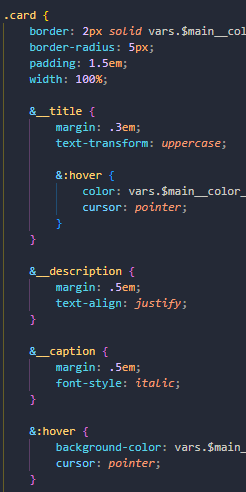 .card {
border: 2px solid vars.$main__col
border-radius: 5px;
padding: 1.5em;
width: 100%;
&__title {
margin: .3em;
text-transform: uppercase;
&:hover {
color: vars.$main__color_
cursor: pointer;
}
}
&__description {
margin: .5em;
text-align: justify;
}
&__caption {
margin: .5em;
font-style: italic;
}
&:hover {
background-color: vars.$main_
cursor: pointer;
}